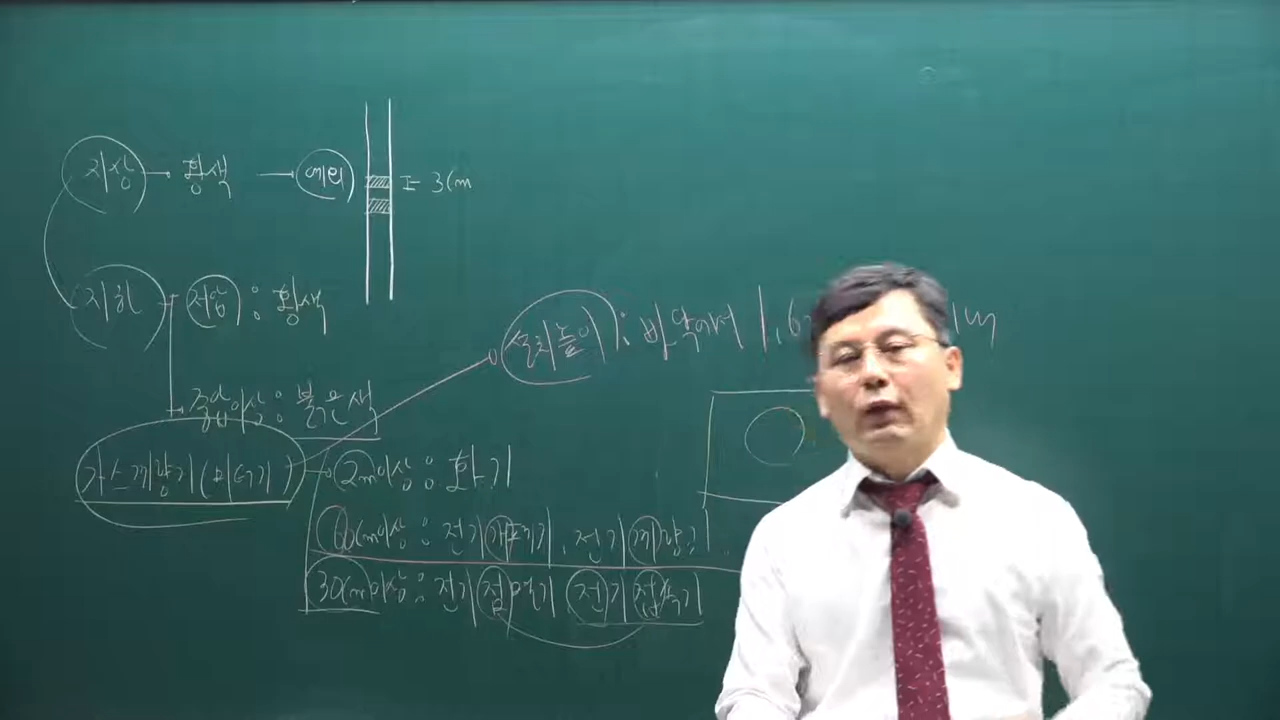 지상 → 황색 → 예외 3cm
지하 저압 : 황색
설치높이 : 바닥에서 1.6 m
중압이상 : 붉은색
가스계량기(미터기) 2m이상 : 화기
60cm이상 : 전기개폐기, 전기계량기
30cm이상 : 전기점멸기 전기접속기